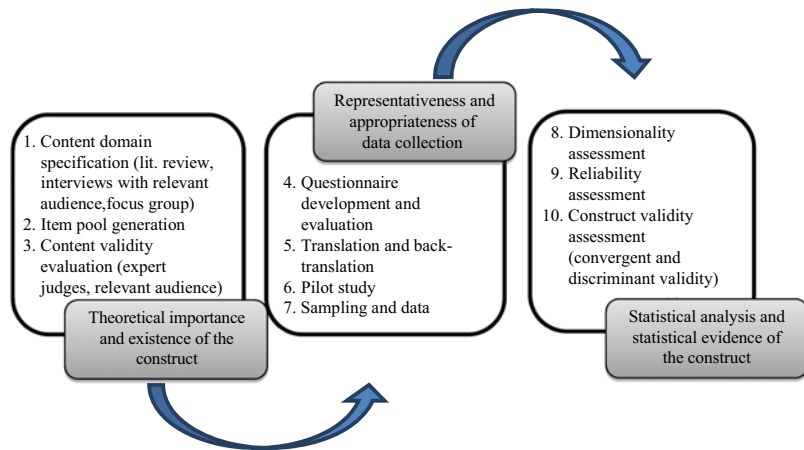 1. Content domain
specification (lit. review,
interviews with relevant
audience,focus group)
2. Item pool generation
3. Content validity
evaluation (expert
judges, relevant audience)
Theoretical importance
and existence of the
construct
Representativeness and
appropriateness of
data collection
4. Questionnaire
development and
evaluation
5. Translation and back-
translation
6. Pilot study
7. Sampling and data
8. Dimensionality
assessment
9. Reliability
assessment
10. Construct validity
assessment
(convergent and
discriminant validity)
Statistical analysis and
statistical evidence of
the construct